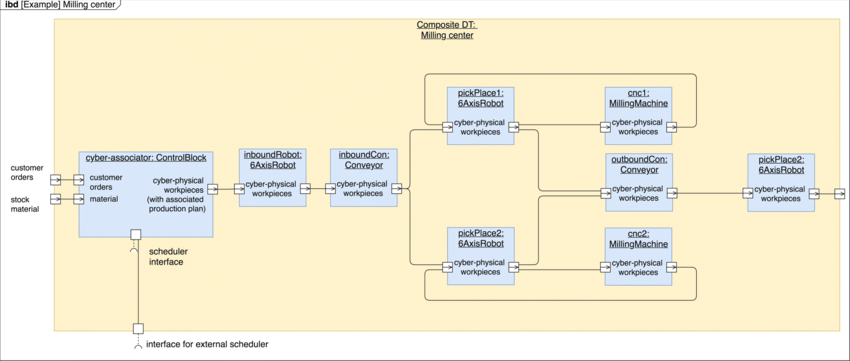 ibd [Example] Milling center
Composite DT:
Milling center
customer
orders
stock
material
cyber-associator: ControlBlock
customer
orders
material
cyber-physical
workpieces
(with associated
production plan)
scheduler
interface
interface for external scheduler
inboundRobot:
6AxisRobot
cyber-physical
workpieces
inboundCon:
Conveyor
cyber-physical
workpieces
pickPlace1:
6AxisRobot
cyber-physical
workpieces
cnc1:
MillingMachine
cyber-physical
workpieces
outboundCon:
Conveyor
cyber-physical
workpieces
pickPlace2:
6AxisRobot
cyber-physical
workpieces
pickPlace2:
6AxisRobot
cyber-physical
workpieces
cnc2:
MillingMachine
cyber-physical
workpieces